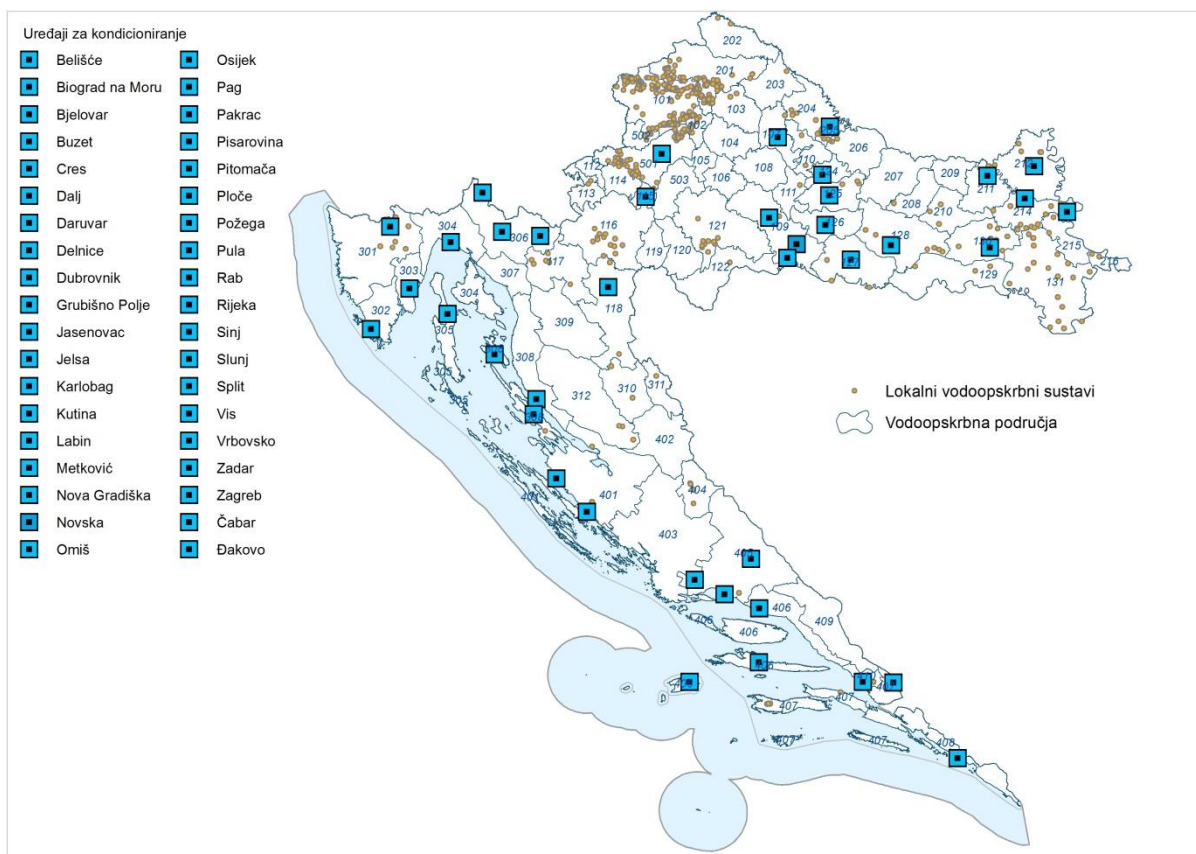 Uređaji za kondicioniranje
Belišće
Biograd na Moru
Bjelovar
Buzet
Cres
Dalj
Daruvar
Delnice
Dubrovnik
Grubišno Polje
Jasenovac
Jelsa
Karlobag
Kutina
Labin
Metković
Nova Gradiška
Novska
Omiš
Osijek
Pag
Pakrac
Pisarovina
Pitomača
Ploče
Požega
Pula
Rab
Rijeka
Sinj
Slunj
Split
Vis
Vrbovsko
Zadar
Zagreb
Čabar
Đakovo
Lokalni vodoopskrbni sustavi
Vodoopskrbna područja
202
201
203
101
103
204
102
502
104
206
112
501
105
108
110
207
209
114
106
503
113
111
211
208
210
214
304
301
116
121
109
126
128
215
306
119
120
216
117
307
122
129
131
303
304
118
302
309
305
308
310
311
312
305
402
401
404
401
403
406
406
409
406
407
407
407
407
408